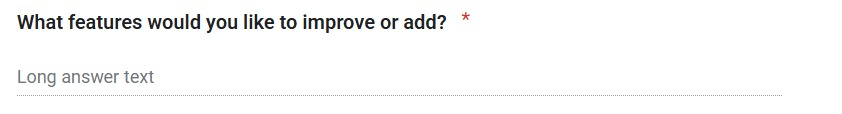 What features would you like to improve or add? *
Long answer text